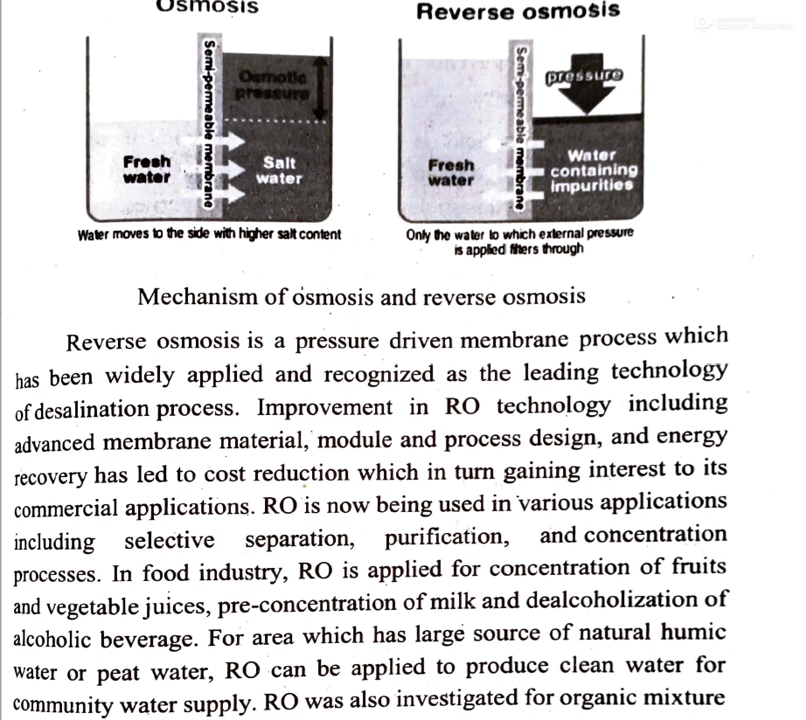 Osmosis
Reverse osmosis
Semi-permeable membrane
Osmotic
pressure
Fresh
water
Salt
water
Water moves to the side with higher salt content
Semi-permeable membrane
pressure
Fresh
water
Water
containing
impurities
Only the water to which external pressure
is applied filters through
Mechanism of osmosis and reverse osmosis
Reverse osmosis is a pressure driven membrane process which
has been widely applied and recognized as the leading technology
of desalination process. Improvement in RO technology including
advanced membrane material, module and process design, and energy
recovery has led to cost reduction which in turn gaining interest to its
commercial applications. RO is now being used in various applications
including selective separation, purification, and concentration
processes. In food industry, RO is applied for concentration of fruits
and vegetable juices, pre-concentration of milk and dealcoholization of
alcoholic beverage. For area which has large source of natural humic
water or peat water, RO can be applied to produce clean water for
community water supply. RO was also investigated for organic mixture